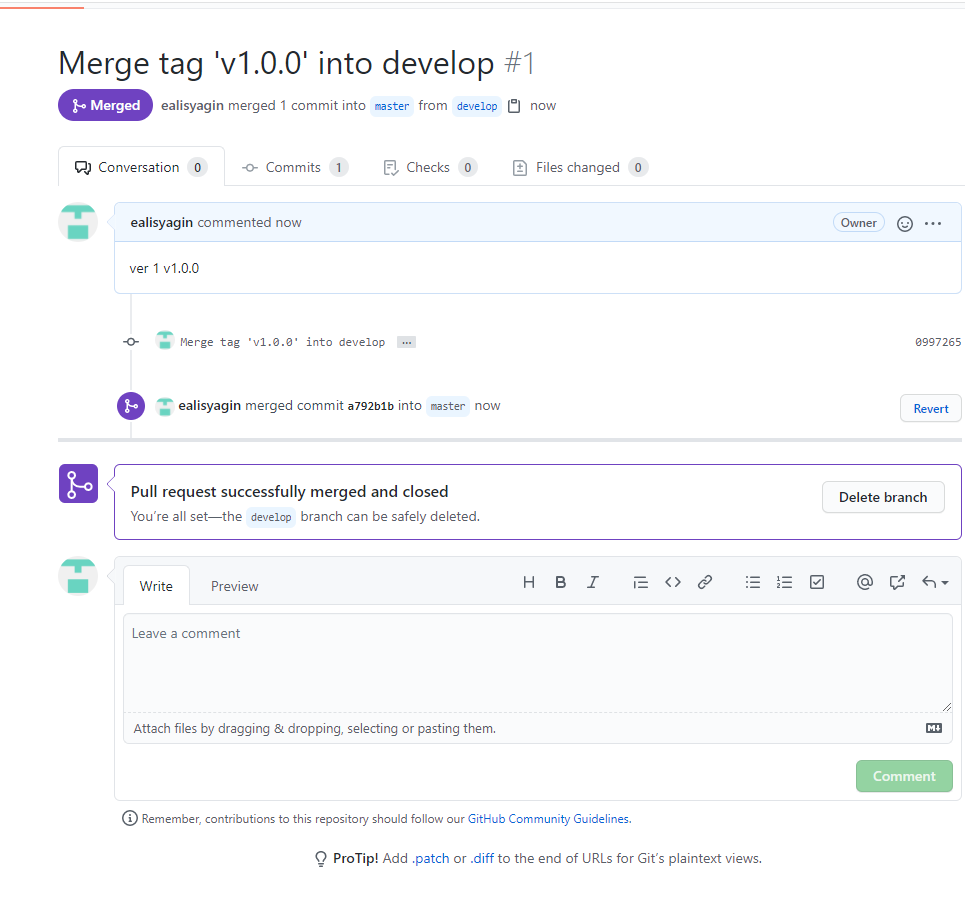 Merge tag 'v1.0.0' into develop #1
Merged ealisyagin merged 1 commit into master from develop now
Conversation 0 Commits 1 Checks 0 Files changed 0
ealisyagin commented now Owner ...
ver 1 v1.0.0
Merge tag 'v1.0.0' into develop ... 0997265
ealisyagin merged commit a792b1b into master now Revert
Pull request successfully merged and closed
You're all set—the develop branch can be safely deleted.
Delete branch
Write Preview H B I
Leave a comment
Attach files by dragging & dropping, selecting or pasting them.
Comment
Remember, contributions to this repository should follow our GitHub Community Guidelines.
ProTip! Add .patch or .diff to the end of URLs for Git's plaintext views.